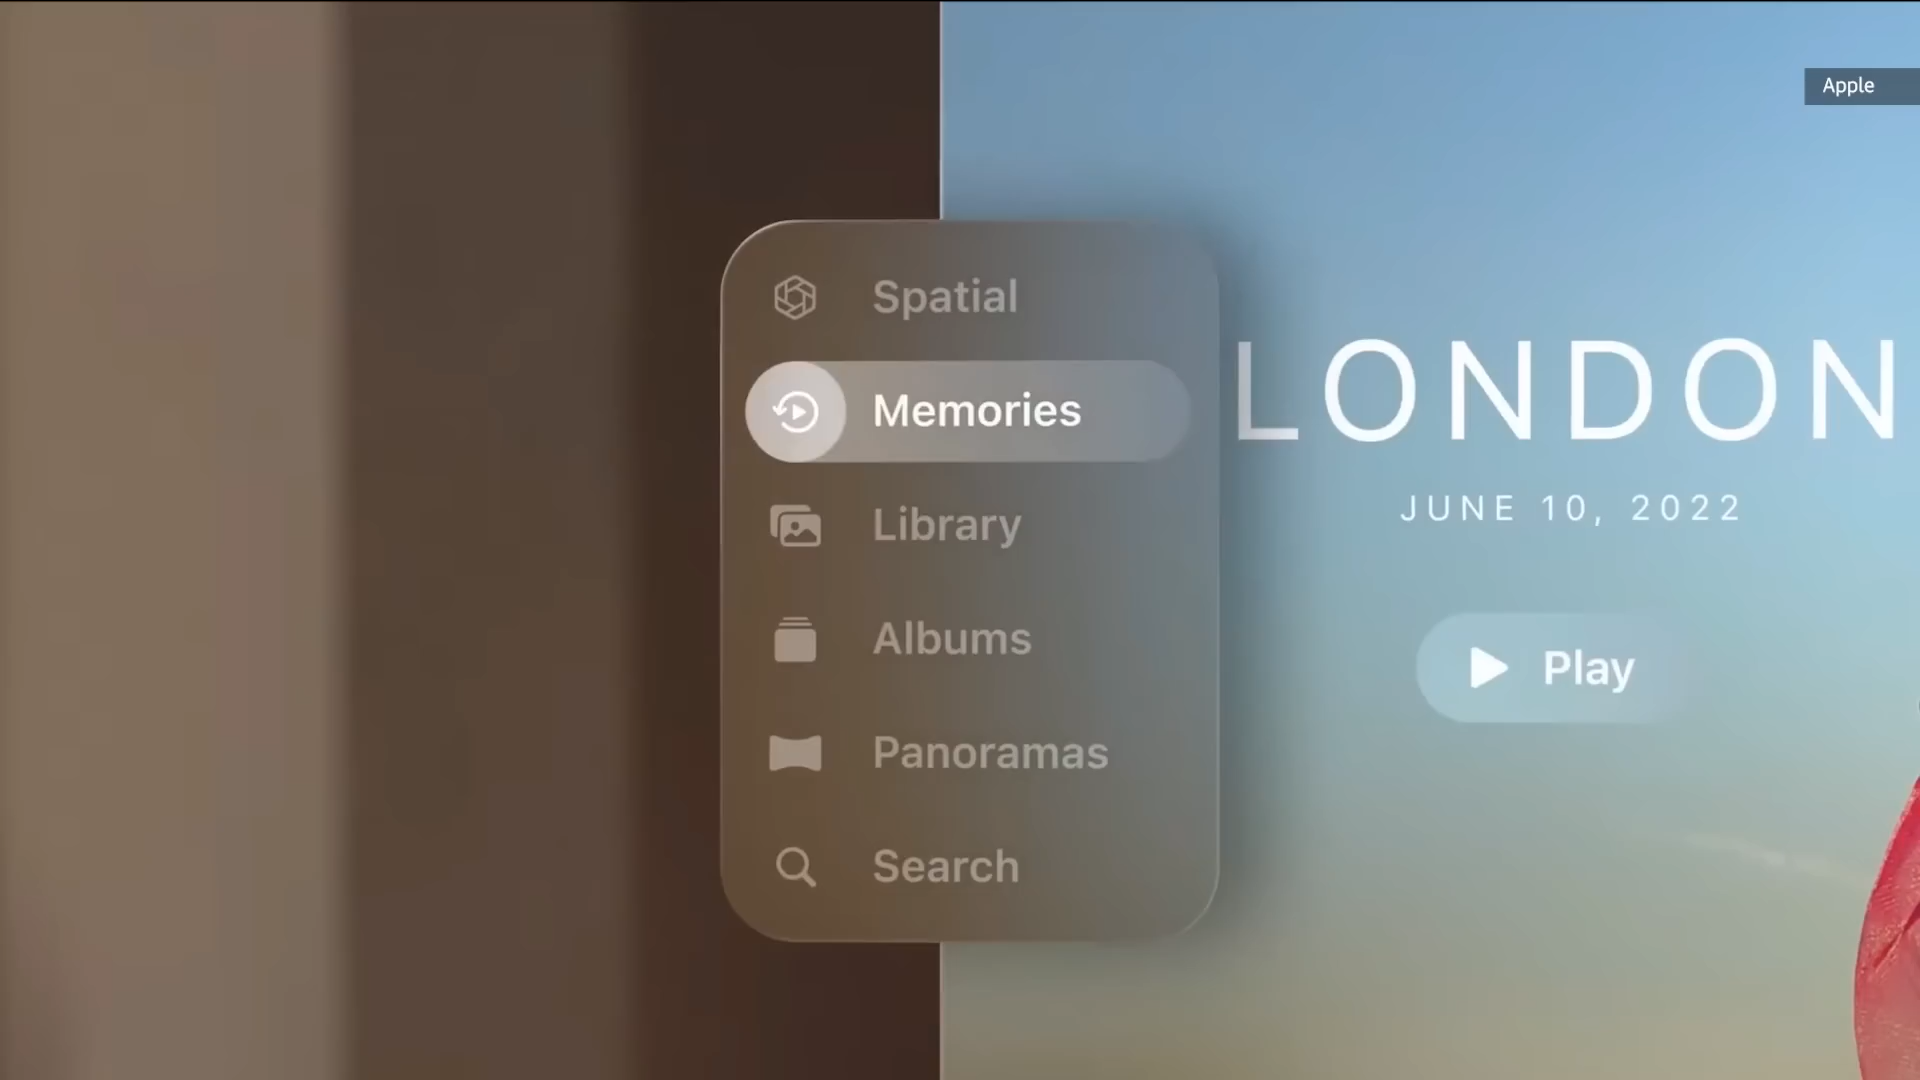 Apple
Spatial
Memories
Library
Albums
Panoramas
Search
LONDON
JUNE 10, 2022
Play